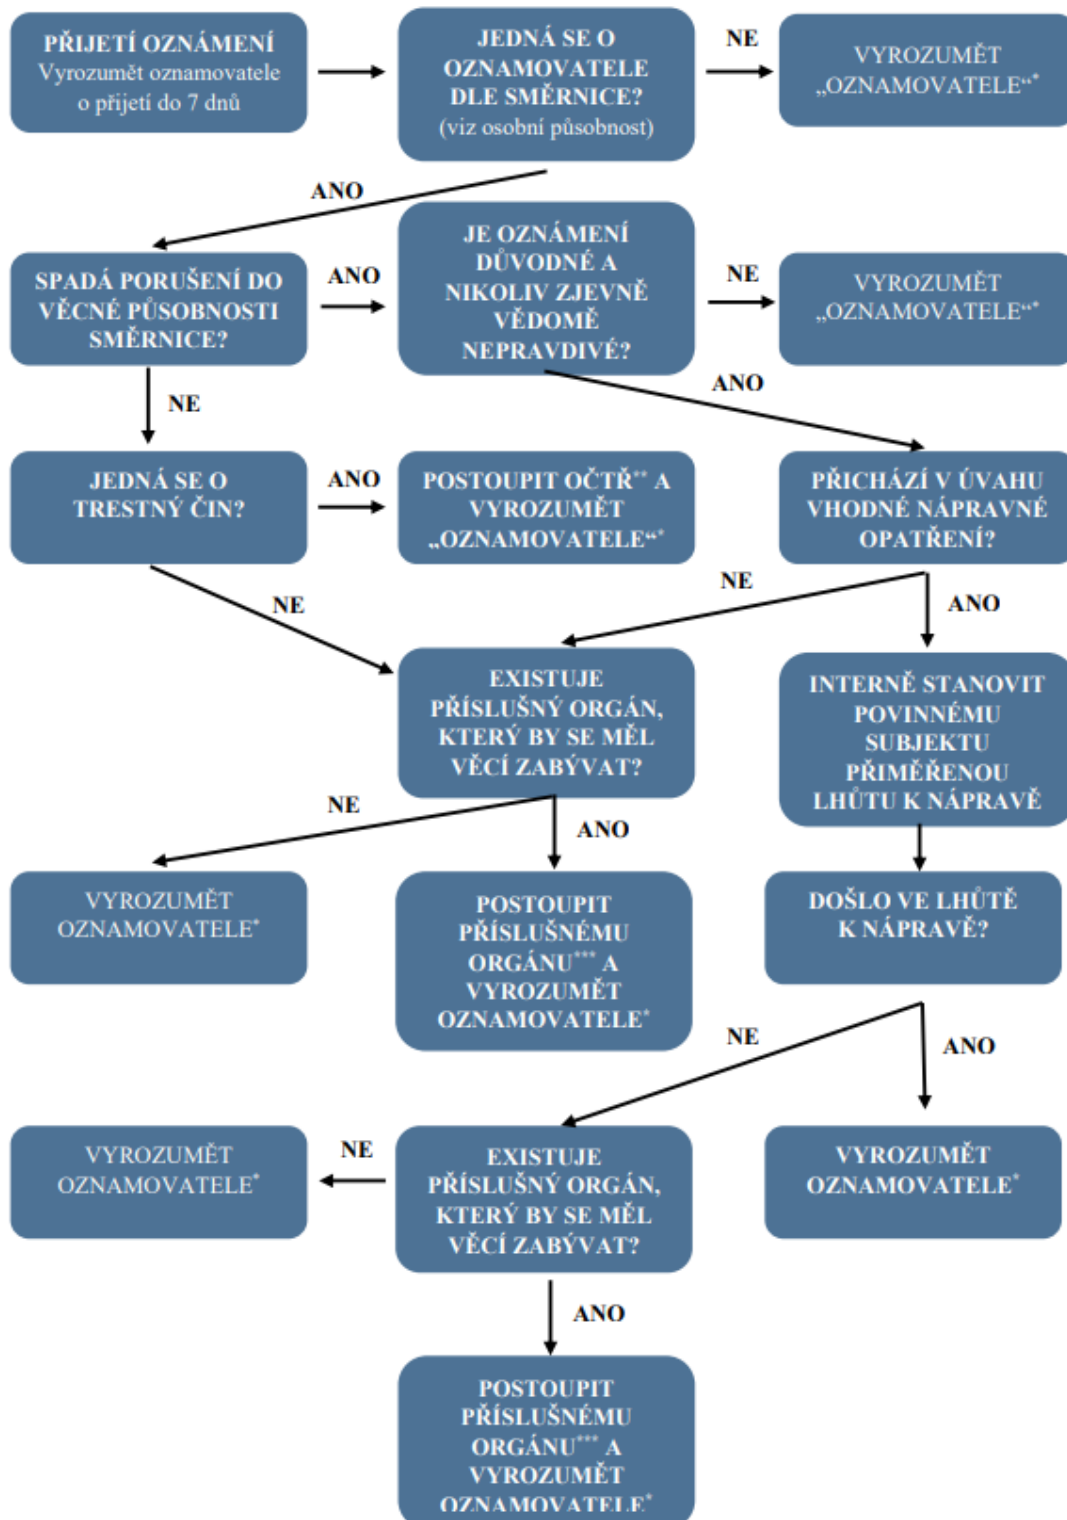 PŘIJETÍ OZNÁMENÍ
Vyrozumět oznamovatele
o přijetí do 7 dnů
JEDNÁ SE O
OZNAMOVATELE
DLE SMĚRNICE?
(viz osobní působnost)
NE
VYROZUMĚT
„OZNAMOVATELE“*
ANO
SPADÁ PORUŠENÍ DO
VĚCNÉ PŮSOBNOSTI
SMĚRNICE?
ANO
JE OZNÁMENÍ
DŮVODNÉ A
NIKOLIV ZJEVNĚ
VĚDOMĚ
NEPRAVDIVÉ?
NE
VYROZUMĚT
„OZNAMOVATELE“*
NE
ANO
JEDNÁ SE O
TRESTNÝ ČIN?
ANO
POSTOUPIT OČTŘ** A
VYROZUMĚT
„OZNAMOVATELE“*
PŘICHÁZÍ V ÚVAHU
VHODNÉ NÁPRAVNÉ
OPATŘENÍ?
NE
NE
ANO
EXISTUJE
PŘÍSLUŠNÝ ORGÁN,
KTERÝ BY SE MĚL
VĚCÍ ZABÝVAT?
INTERNĚ STANOVIT
POVINNÉMU
SUBJEKTU
PŘIMĚŘENOU
LHŮTU K NÁPRAVĚ
NE
ANO
VYROZUMĚT
OZNAMOVATELE*
POSTOUPIT
PŘÍSLUŠNÉMU
ORGÁNU*** A
VYROZUMĚT
OZNAMOVATELE*
DOŠLO VE LHŮTĚ
K NÁPRAVĚ?
NE
ANO
VYROZUMĚT
OZNAMOVATELE*
NE
EXISTUJE
PŘÍSLUŠNÝ ORGÁN,
KTERÝ BY SE MĚL
VĚCÍ ZABÝVAT?
VYROZUMĚT
OZNAMOVATELE*
ANO
POSTOUPIT
PŘÍSLUŠNÉMU
ORGÁNU*** A
VYROZUMĚT
OZNAMOVATELE*